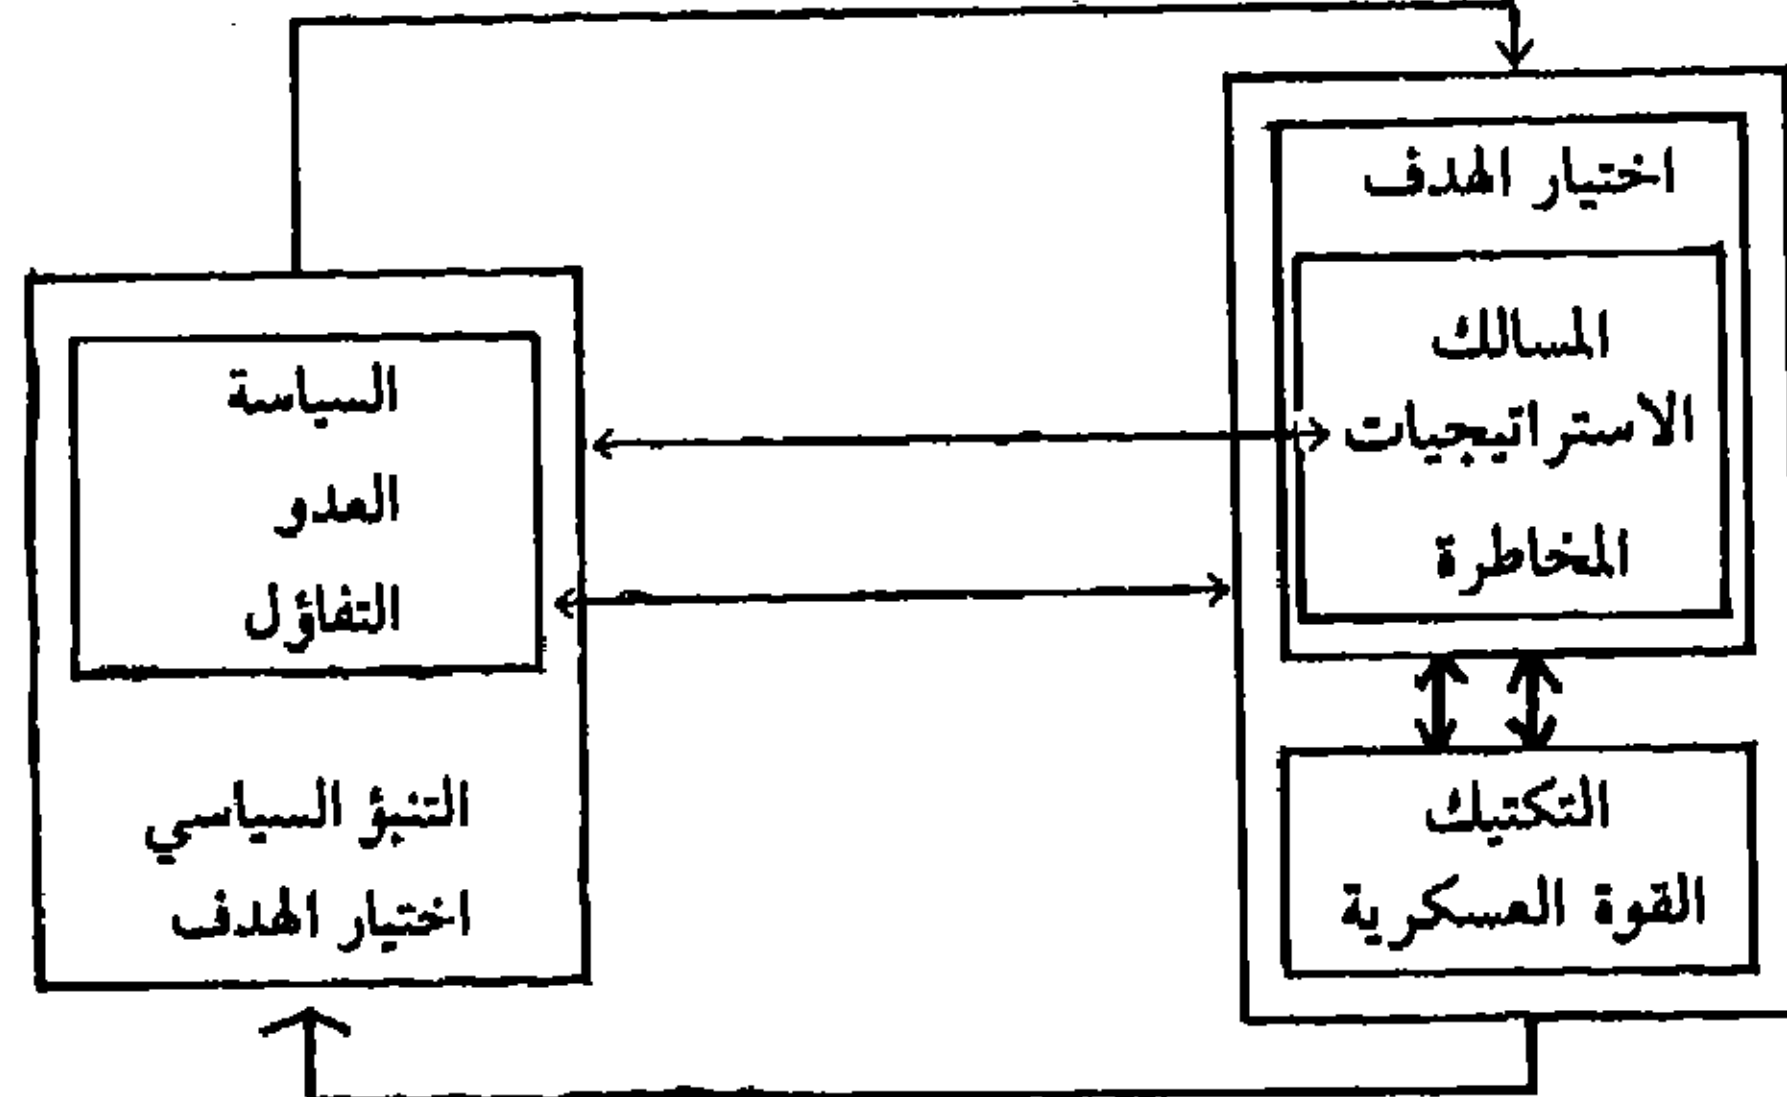 اختيار الهدف
المسالك
الاستراتيجيات
المخاطرة
التكتيك
القوة العسكرية
السياسة
العدو
التفاؤل
التنبؤ السياسي
اختيار الهدف